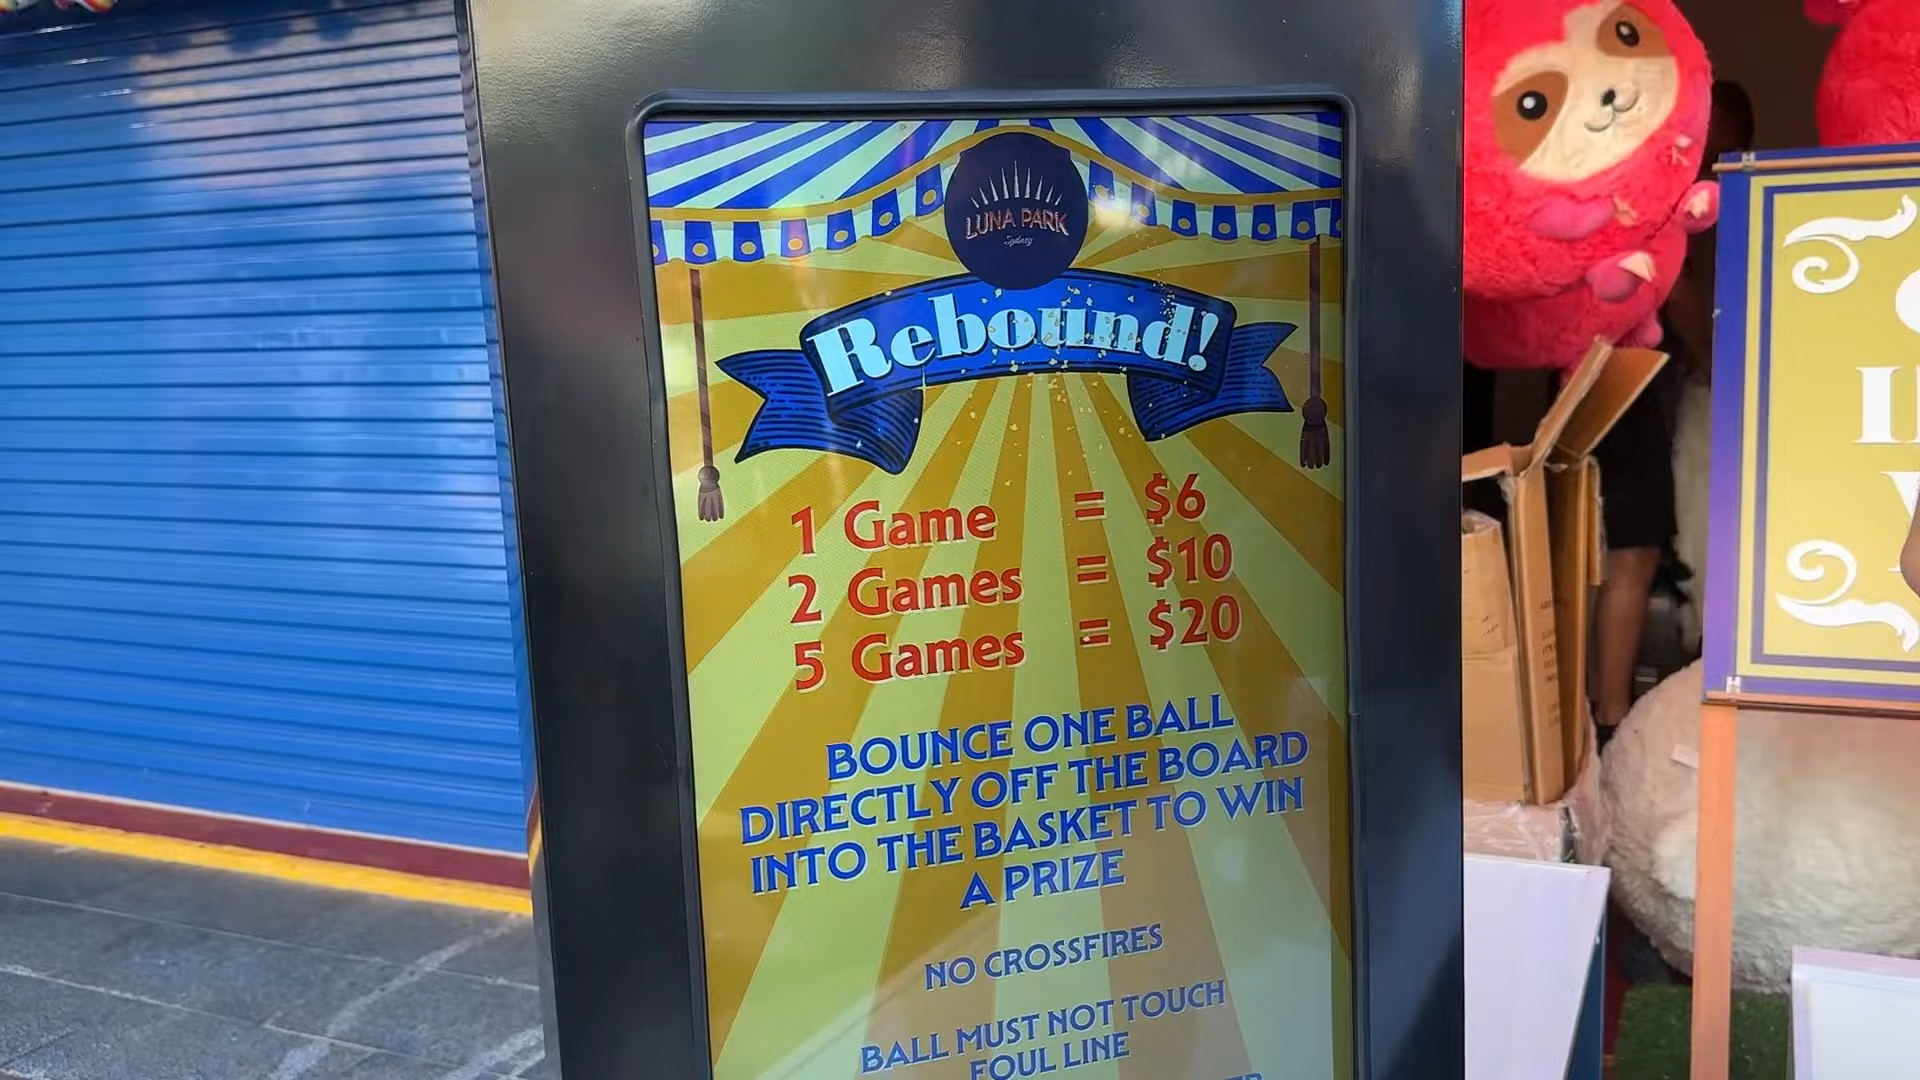 LUNA PARK
Sydney
Rebound!
1 Game = $6
2 Games = $10
5 Games = $20
BOUNCE ONE BALL
DIRECTLY OFF THE BOARD
INTO THE BASKET TO WIN
A PRIZE
NO CROSSFIRES
BALL MUST NOT TOUCH
FOUL LINE